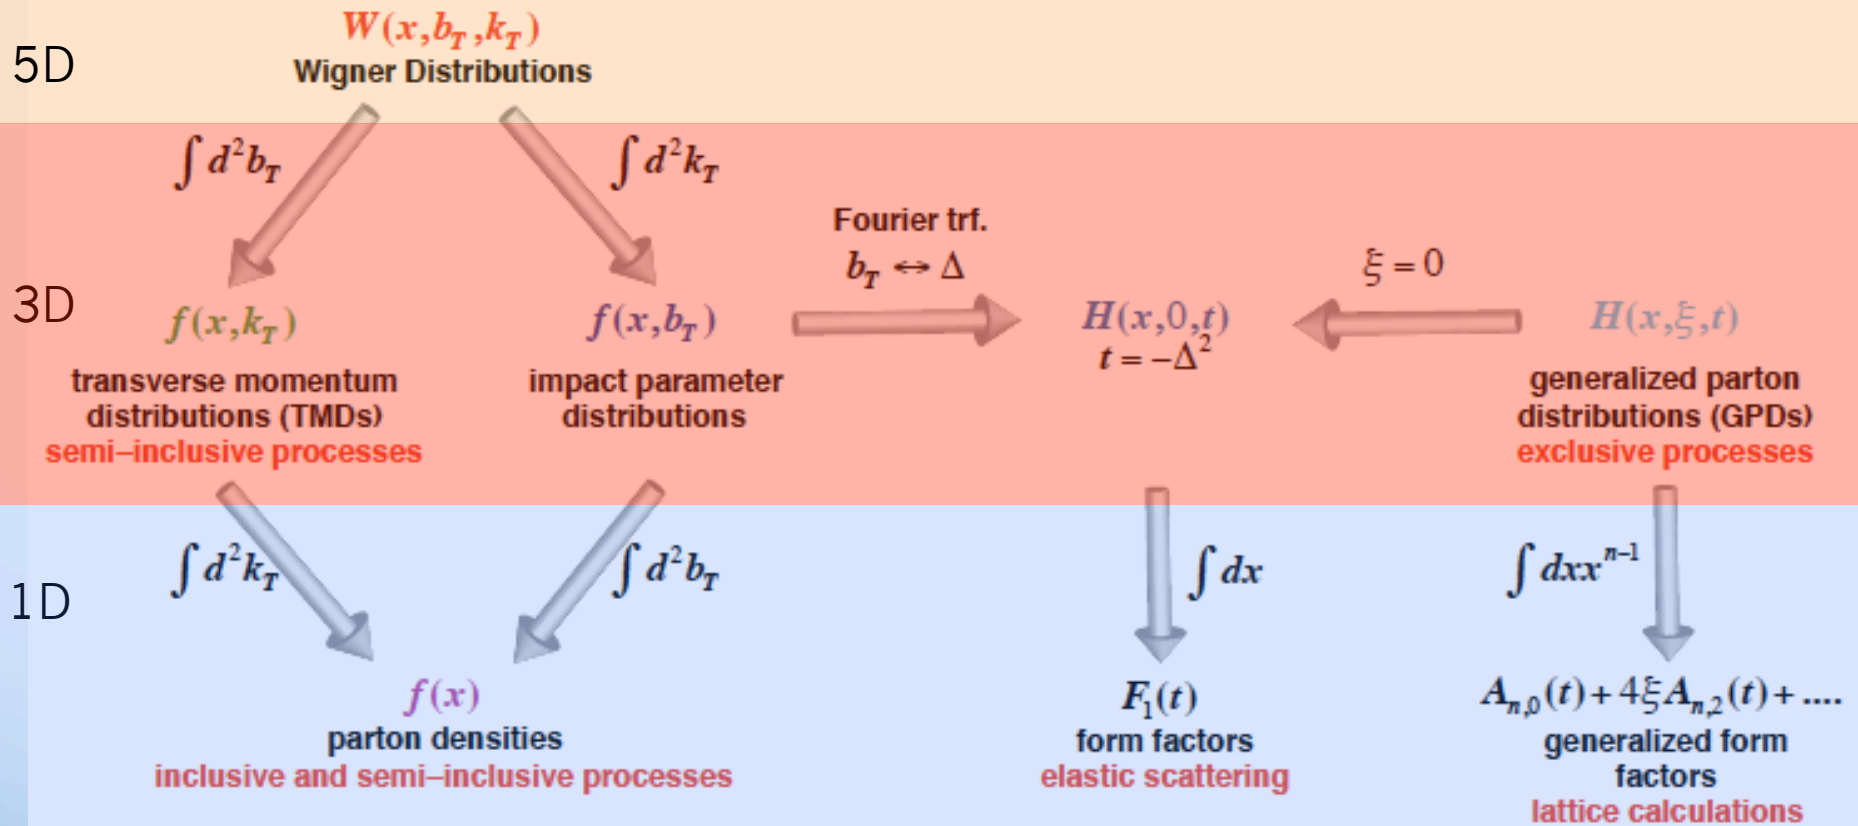 5D
W(x,b_T,k_T)
Wigner Distributions
∫ d²b_T
∫ d²k_T
Fourier trf.
b_T ↔ Δ
ξ = 0
3D
f(x,k_T)
f(x,b_T)
H(x,0,t)
t = −Δ²
H(x,ξ,t)
transverse momentum
distributions (TMDs)
semi–inclusive processes
impact parameter
distributions
generalized parton
distributions (GPDs)
exclusive processes
1D
∫ d²k_T
∫ d²b_T
∫ dx
∫ dxx^{n−1}
f(x)
parton densities
inclusive and semi–inclusive processes
F₁(t)
form factors
elastic scattering
A_{n,0}(t) + 4ξA_{n,2}(t) + ....
generalized form
factors
lattice calculations